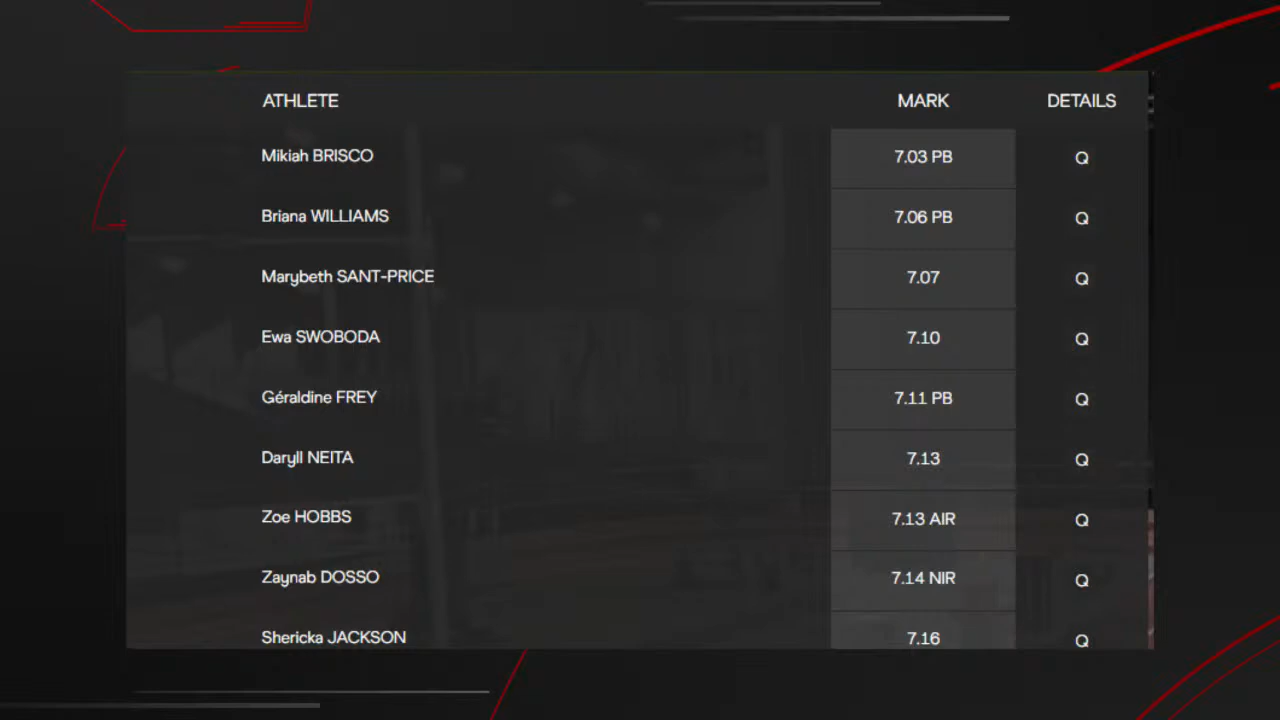 ATHLETE MARK DETAILS
Mikiah BRISCO 7.03 PB Q
Briana WILLIAMS 7.06 PB Q
Marybeth SANT-PRICE 7.07 Q
Ewa SWOBODA 7.10 Q
Géraldine FREY 7.11 PB Q
Daryll NEITA 7.13 Q
Zoe HOBBS 7.13 AIR Q
Zaynab DOSSO 7.14 NIR Q
Shericka JACKSON 7.16 Q